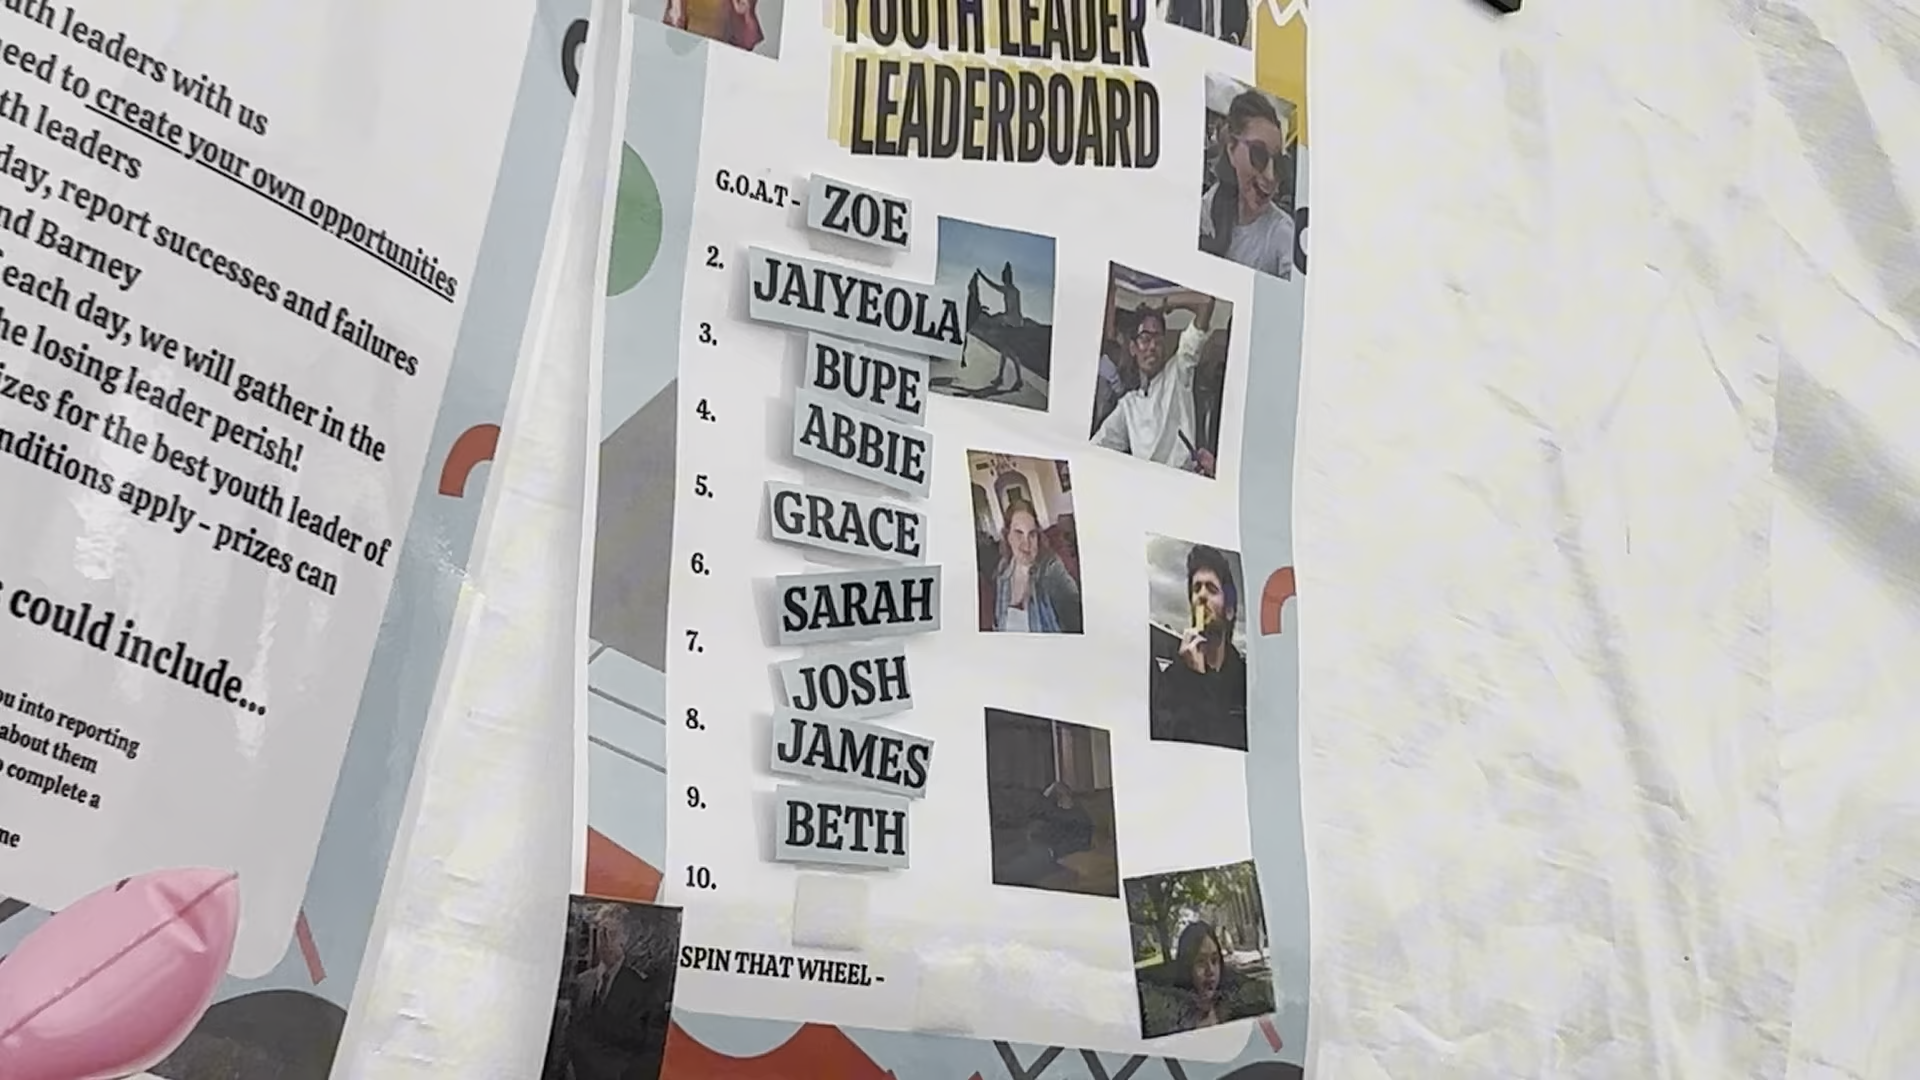 th leaders with us
eed to create your own opportunities
th leaders
day, report successes and failures
nd Barney
each day, we will gather in the
he losing leader perish!
izes for the best youth leader of
nditions apply - prizes can
could include...
ou into reporting
about them
complete a
me
YOUTH LEADER
LEADERBOARD
G.O.A.T - ZOE
2. JAIYEOLA
3. BUPE
4. ABBIE
5. GRACE
6. SARAH
7. JOSH
8. JAMES
9. BETH
10.
SPIN THAT WHEEL -